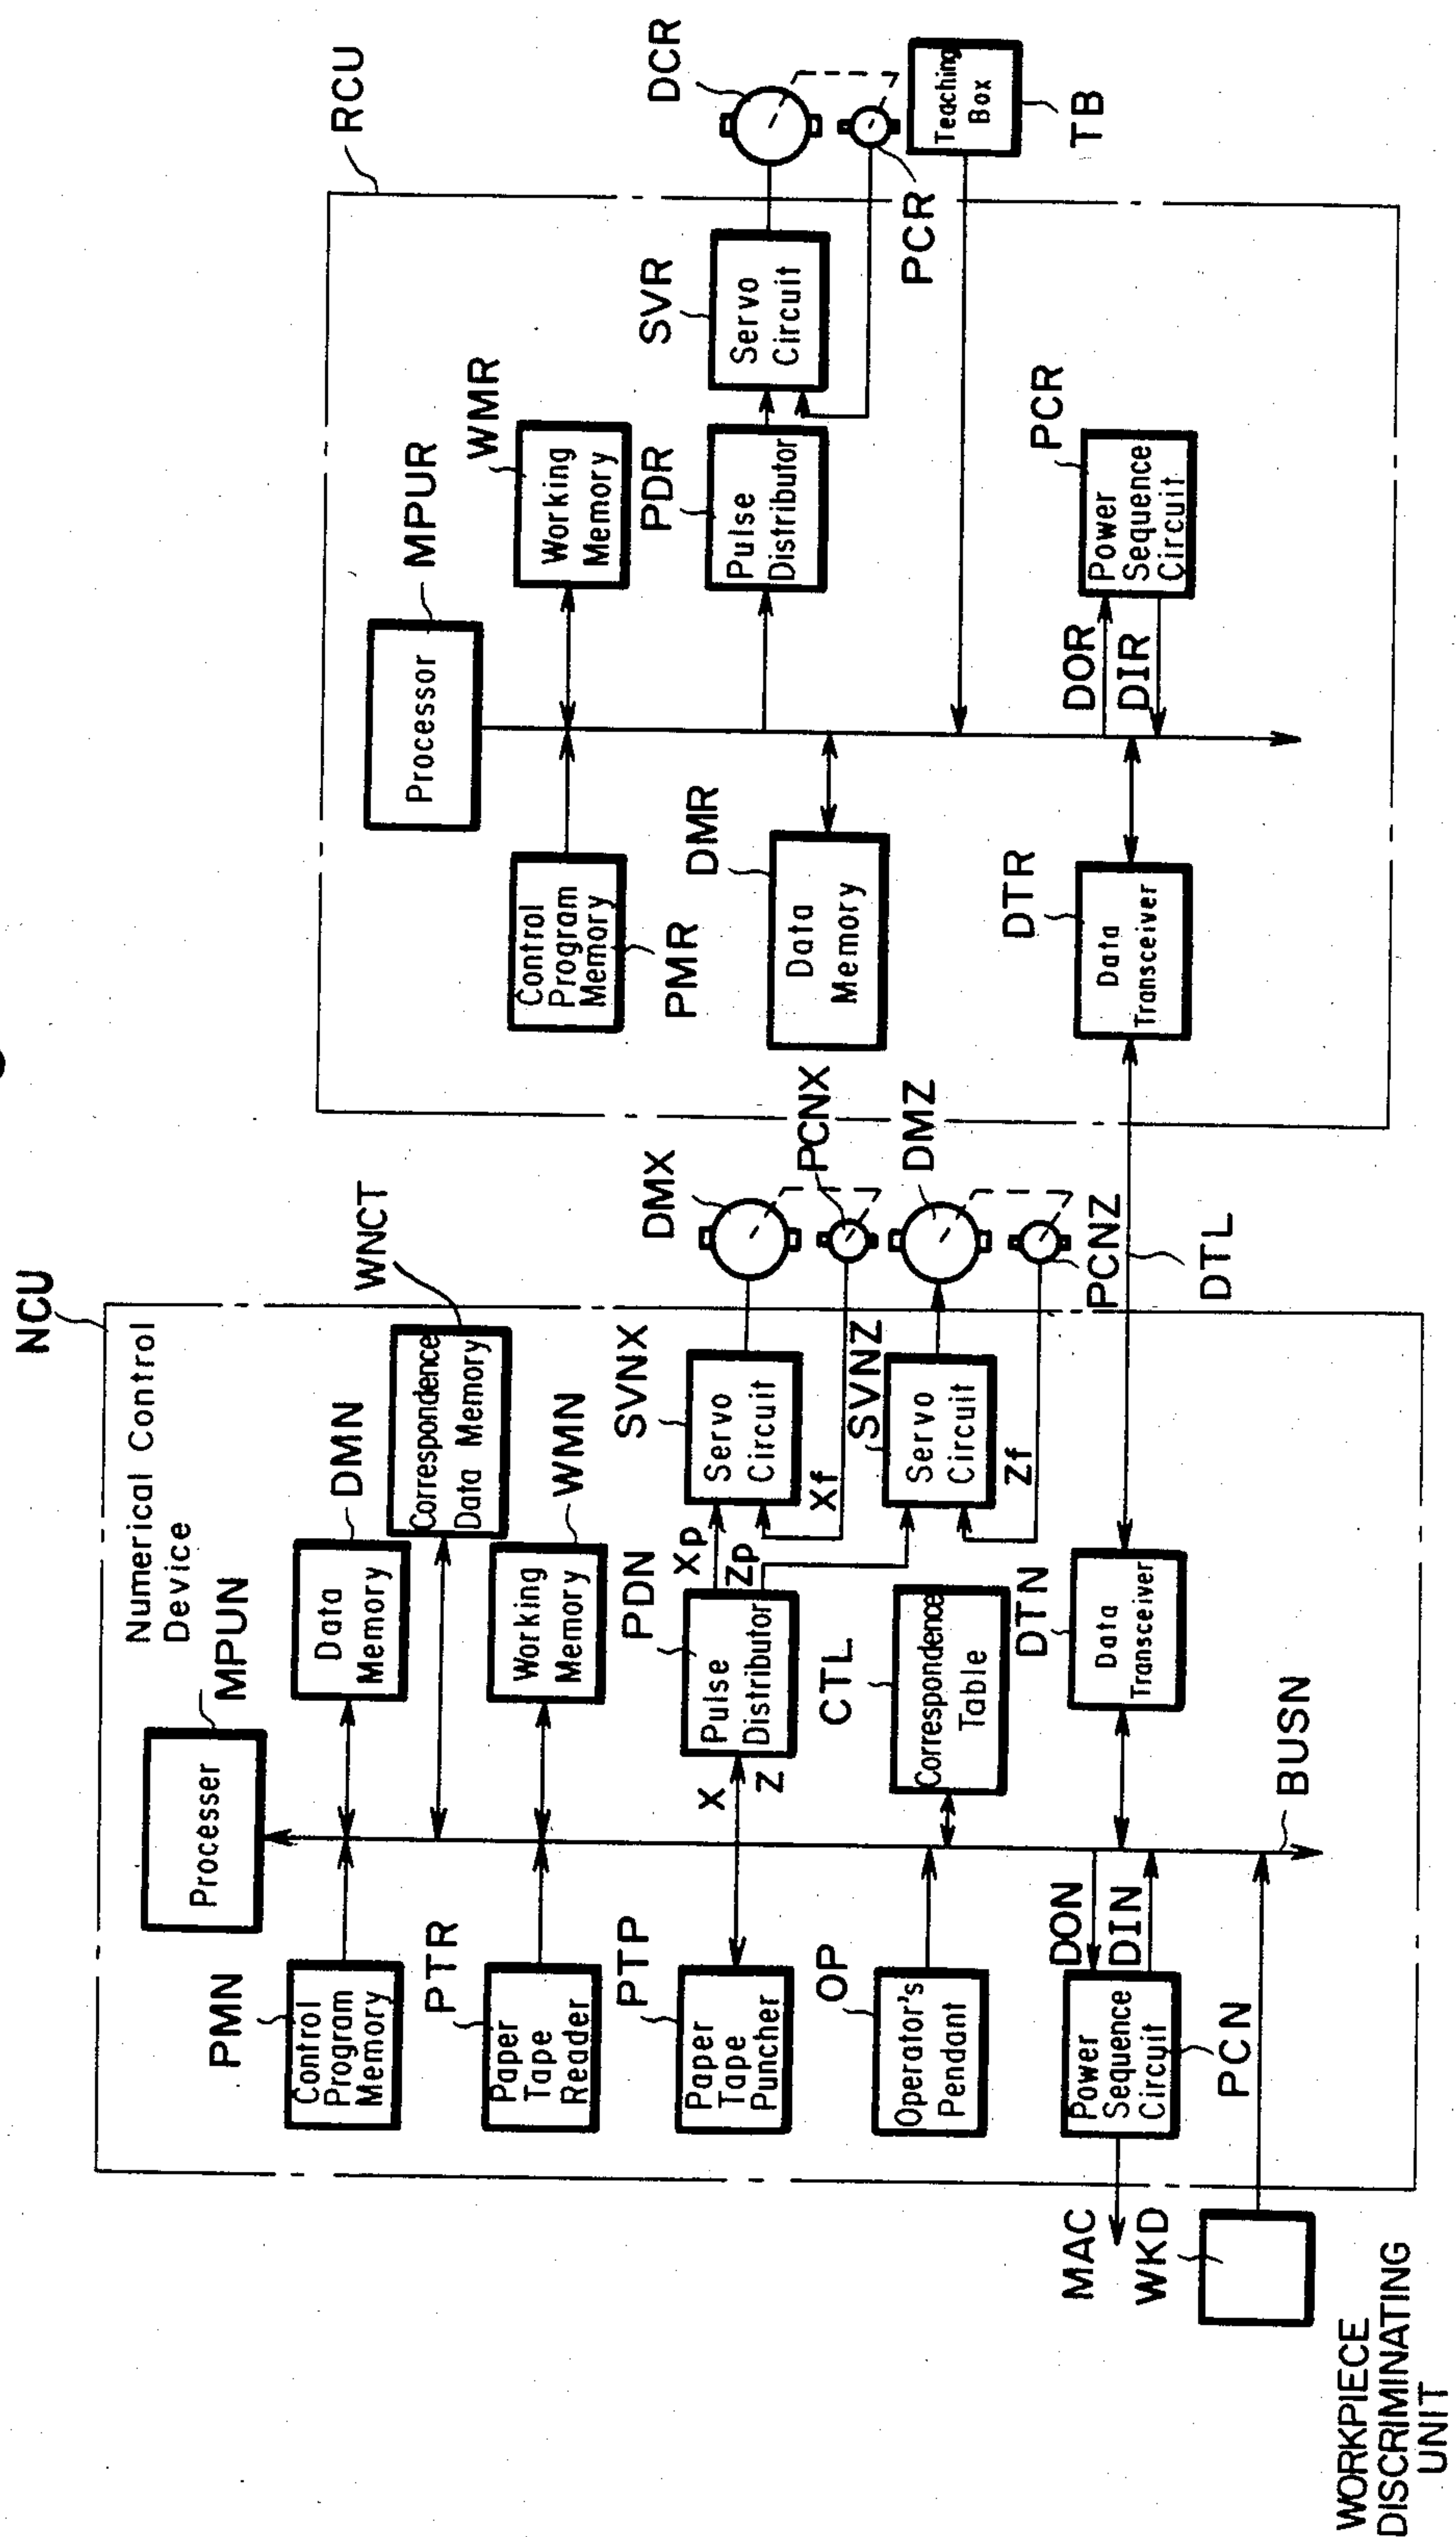 NCU
Numerical Control
Device
MPUN
Processer
PMN
Control
Program
Memory
DMN
Data
Memory
WNCT
Correspondence
Data Memory
PTR
Paper
Tape
Reader
WMN
Working
Memory
PTP
Paper
Tape
Puncher
X
Z
PDN
Pulse
Distributor
Xp
Zp
SVNX
Servo
Circuit
Xf
DMX
PCNX
SVNZ
Servo
Circuit
Zf
DMZ
PCNZ
OP
Operator's
Pendant
CTL
Correspondence
Table
DON
DIN
Power
Sequence
Circuit
PCN
DTN
Data
Transceiver
BUSN
DTL
MAC
WKD
WORKPIECE
DISCRIMINATING
UNIT
RCU
MPUR
Processor
PMR
Control
Program
Memory
WMR
Working
Memory
PDR
Pulse
Distributor
SVR
Servo
Circuit
DCR
PCR
DMR
Data
Memory
Teaching
Box
TB
DTR
Data
Transceiver
DOR
DIR
PCR
Power
Sequence
Circuit